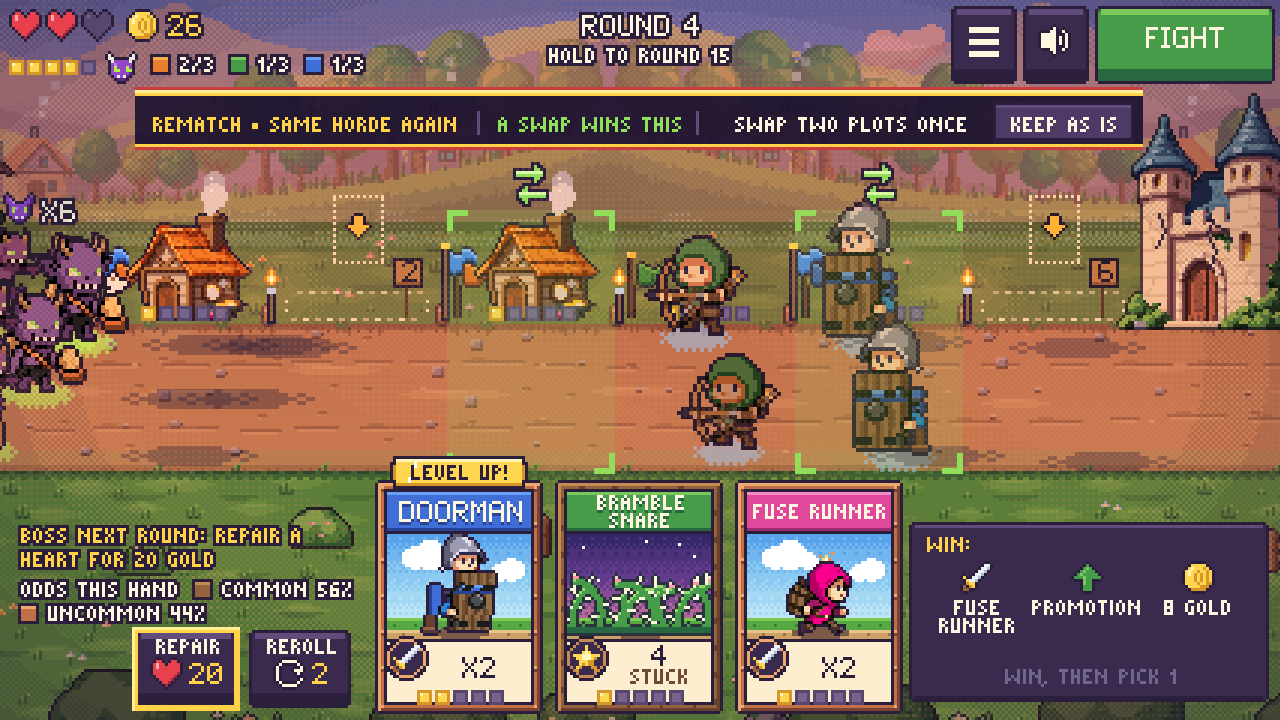 26
ROUND 4
HOLD TO ROUND 15
FIGHT
2/3
1/3
1/3
REMATCH ▪ SAME HORDE AGAIN
A SWAP WINS THIS
SWAP TWO PLOTS ONCE
KEEP AS IS
X6
2
6
LEVEL UP!
DOORMAN
X2
BRAMBLE
SNARE
4
STUCK
FUSE RUNNER
X2
BOSS NEXT ROUND: REPAIR A
HEART FOR 20 GOLD
ODDS THIS HAND
COMMON 56%
UNCOMMON 44%
REPAIR
20
REROLL
2
WIN:
FUSE
RUNNER
PROMOTION
8 GOLD
WIN, THEN PICK 1